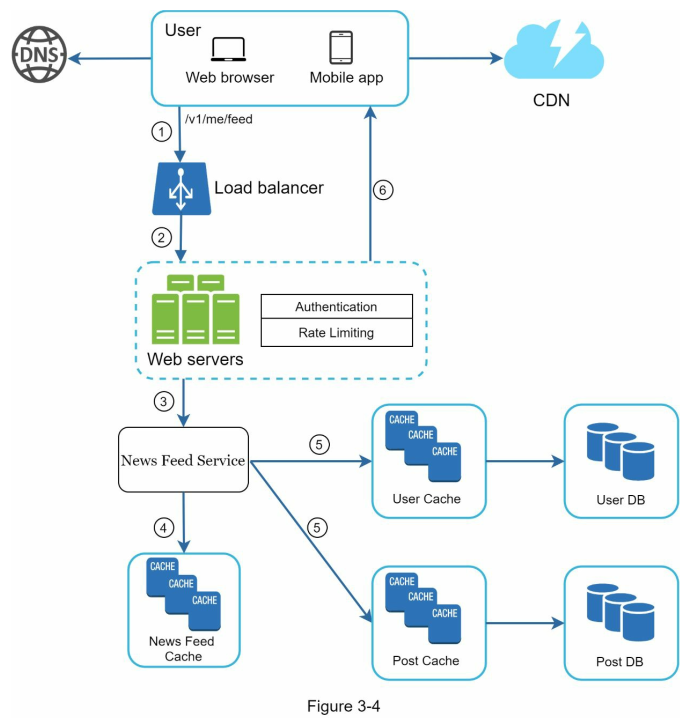 User
DNS
Web browser
Mobile app
CDN
1
/v1/me/feed
Load balancer
6
2
Authentication
Rate Limiting
Web servers
3
News Feed Service
5
CACHE
CACHE
CACHE
User Cache
User DB
4
5
CACHE
CACHE
CACHE
News Feed
Cache
CACHE
CACHE
CACHE
Post Cache
Post DB
Figure 3-4